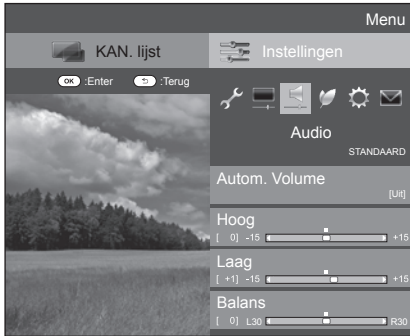 Menu
KAN. lijst
Instellingen
OK :Enter :Terug
Audio
STANDAARD
Autom. Volume
[Uit]
Hoog
[ 0] -15 +15
Laag
[ +1] -15 +15
Balans
[ 0] L30 R30